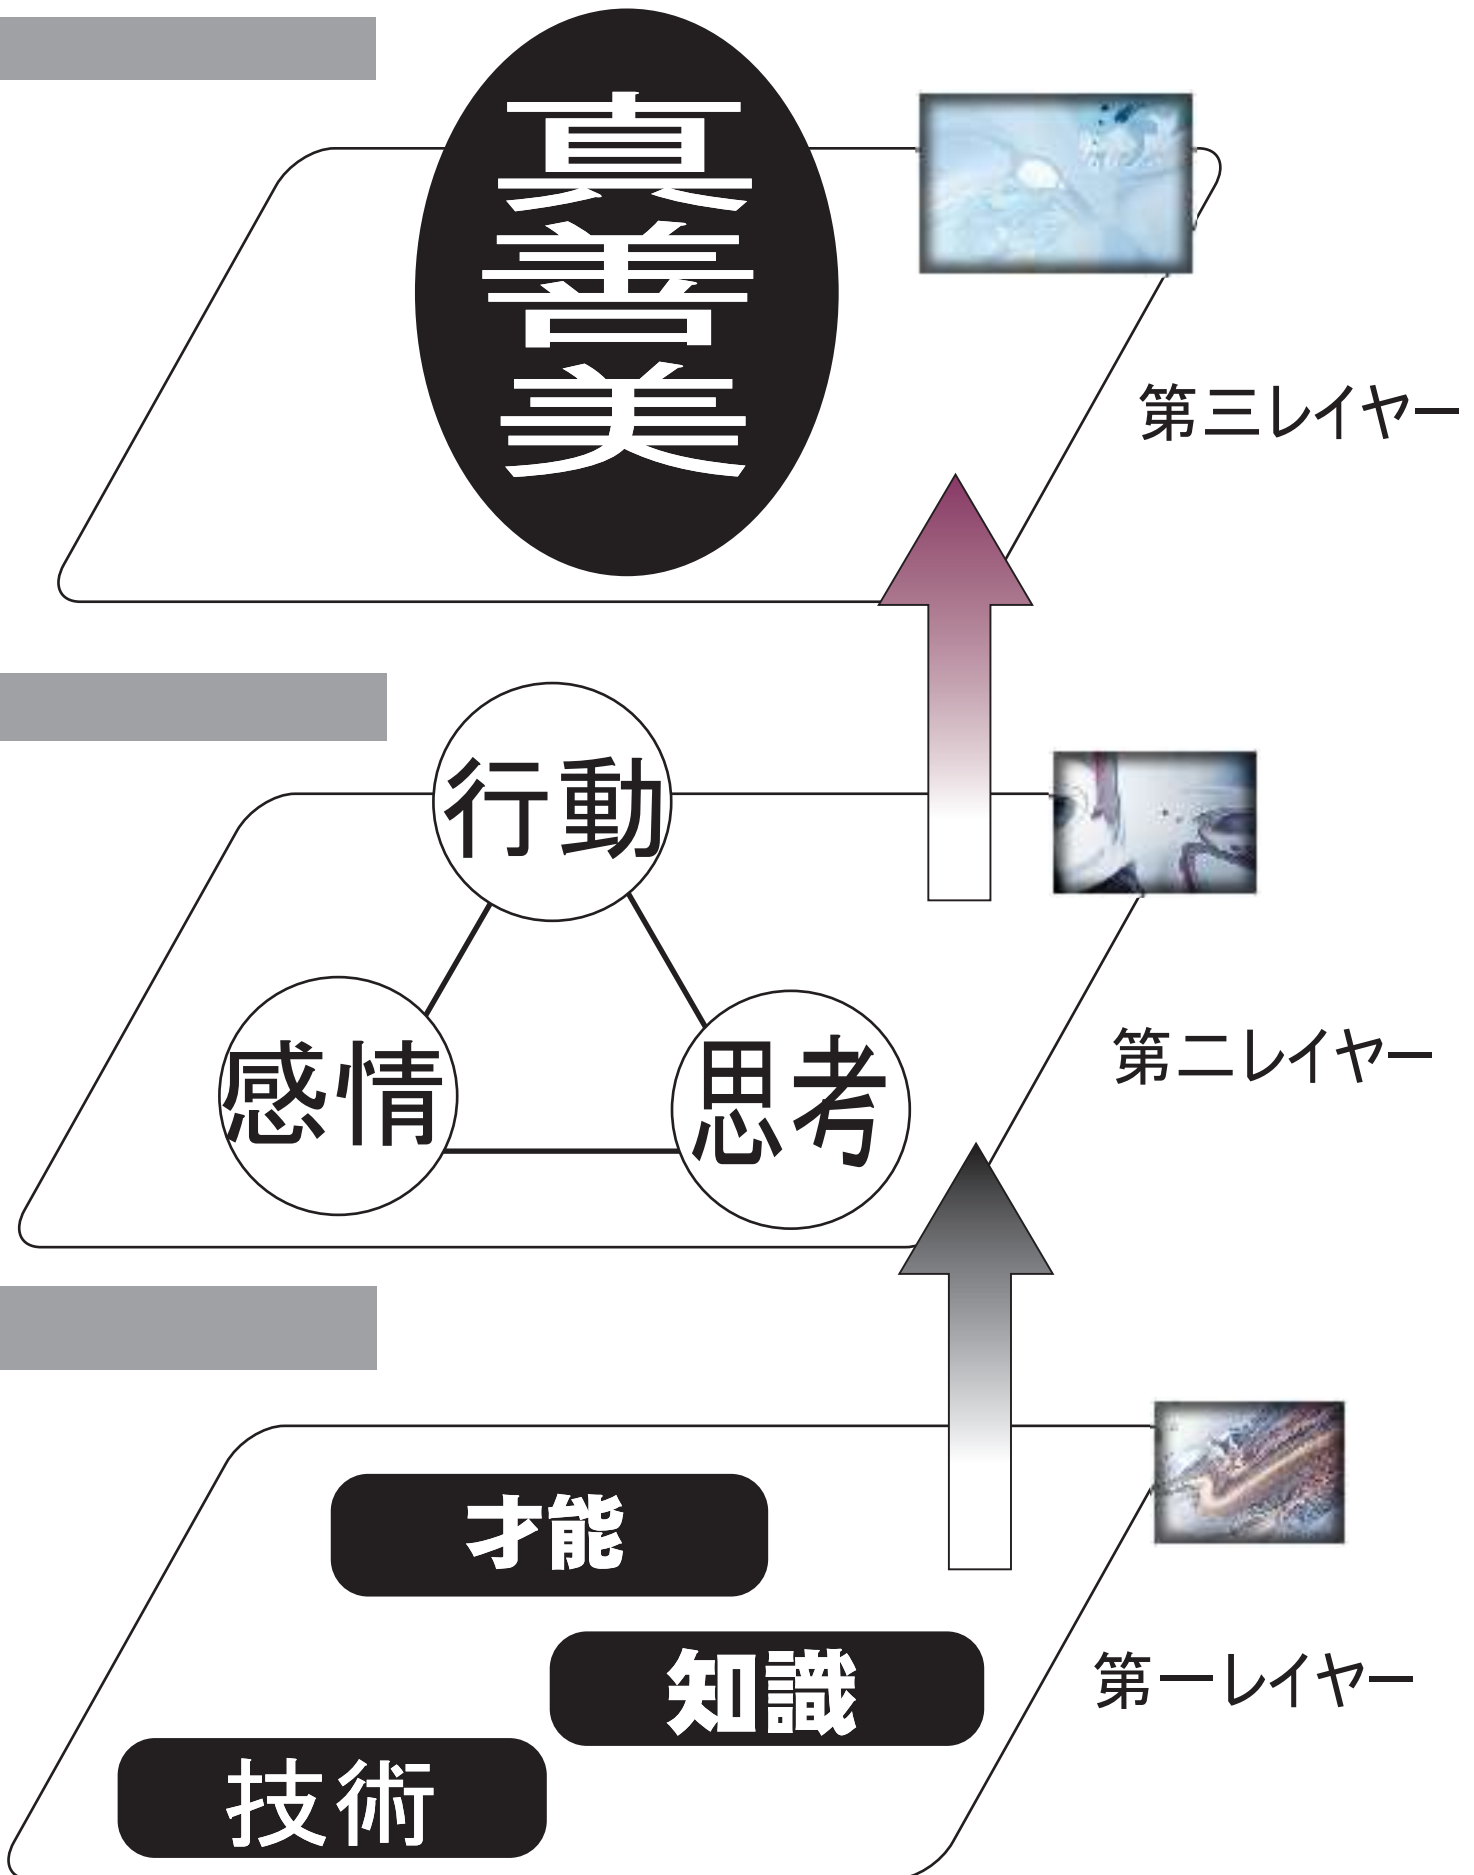 真
善
美
第三レイヤー
行動
感情
思考
第二レイヤー
才能
知識
技術
第一レイヤー